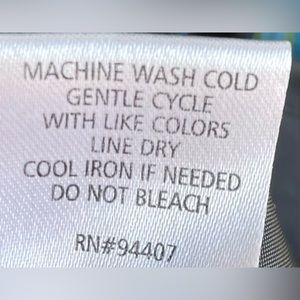 MACHINE WASH COLD
GENTLE CYCLE
WITH LIKE COLORS
LINE DRY
COOL IRON IF NEEDED
DO NOT BLEACH
RN#94407